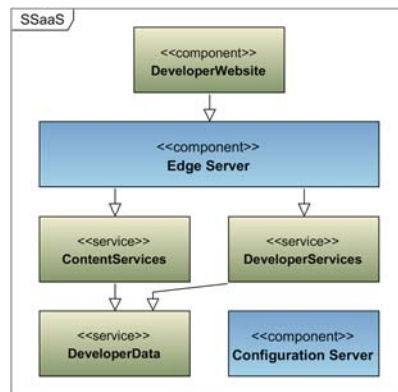 SSaaS
<<component>>
DeveloperWebsite
<<component>>
Edge Server
<<service>>
ContentServices
<<service>>
DeveloperServices
<<service>>
DeveloperData
<<component>>
Configuration Server